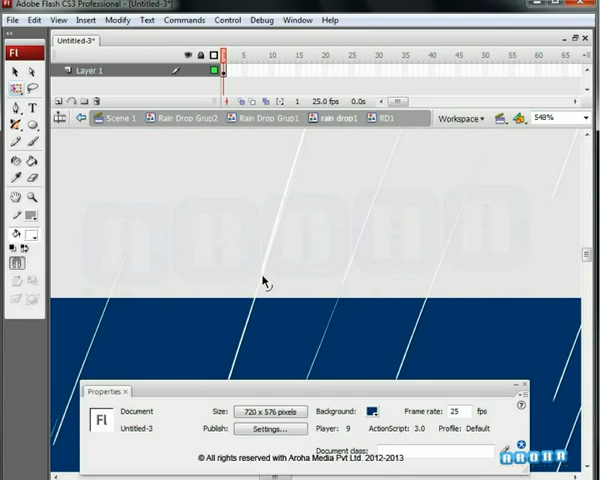 Adobe Flash CS3 Professional - [Untitled-3*]
File Edit View Insert Modify Text Commands Control Debug Window Help
Untitled-3*
Fl
5 10 15 20 25 30 35 40 45 50 55 60 65
Layer 1
1 25.0 fps 0.0s
Scene 1 Rain Drop Grup2 Rain Drop Grup1 rain drop1 RD1 Workspace 548%
T
AROHA
Properties ×
Fl Document Size: 720 x 576 pixels Background: Frame rate: 25 fps
Untitled-3 Publish: Settings... Player: 9 ActionScript: 3.0 Profile: Default
Document class:
© All rights reserved with Aroha Media Pvt Ltd. 2012-2013
AROHA